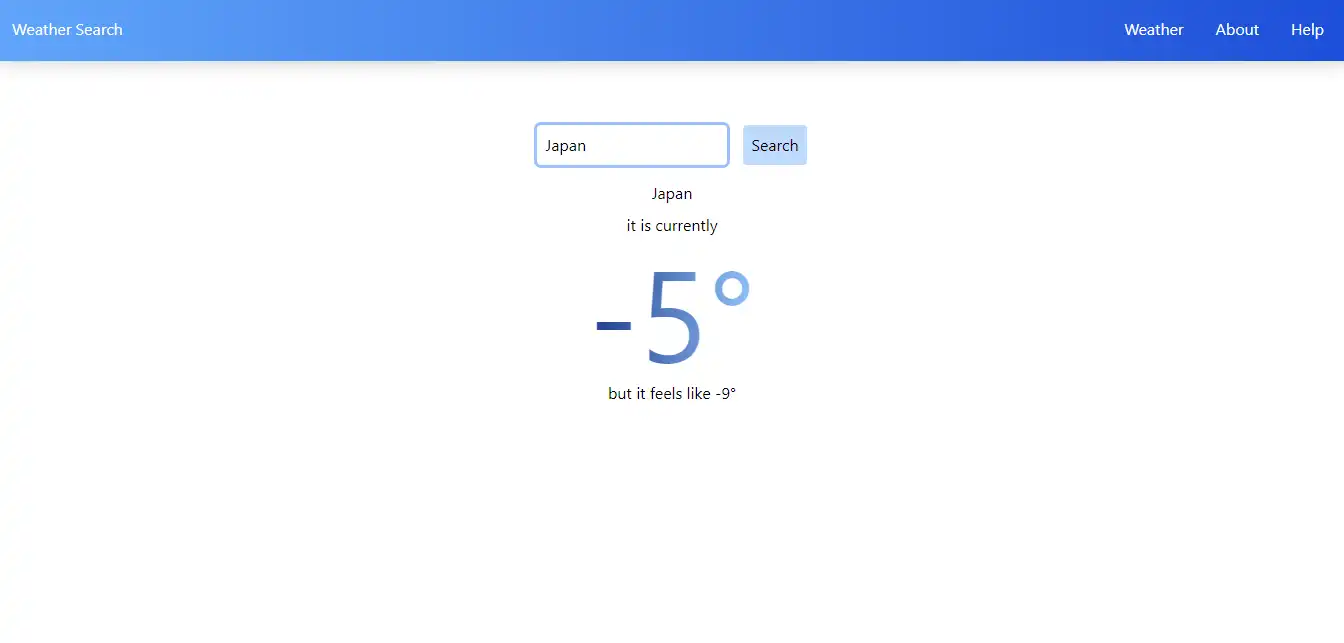 Weather Search Weather About Help
Japan Search
Japan
it is currently
-5°
but it feels like -9°